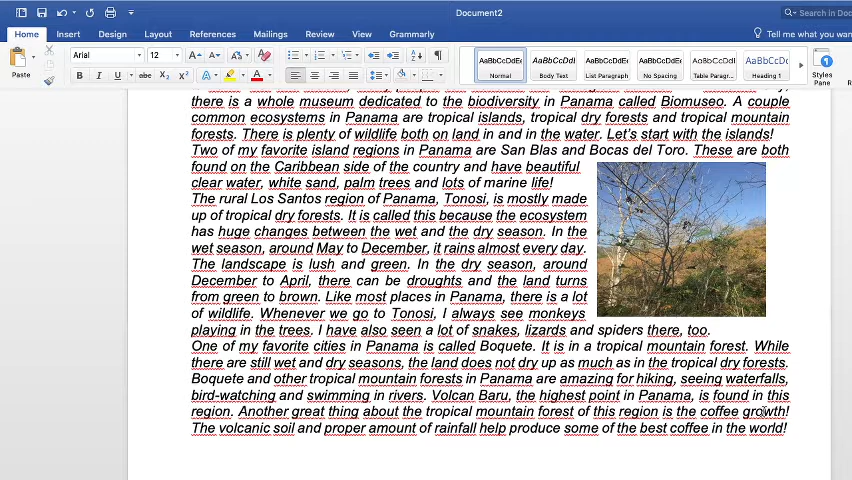 Document2
Search in Doc
Home Insert Design Layout References Mailings Review View Grammarly Tell me what you want
Paste Arial 12 AaBbCcDdEe AaBbCcDdE AaBbCcDdEe AaBbCcDdEe AaBbCcDdEe AaBbCcDdEe
Normal Body Text List Paragraph No Spacing Table Paragr... Heading 1 Styles Pane
there is a whole museum dedicated to the biodiversity in Panama called Biomuseo. A couple
common ecosystems in Panama are tropical islands, tropical dry forests and tropical mountain
forests. There is plenty of wildlife both on land in and in the water. Let's start with the islands!
Two of my favorite island regions in Panama are San Blas and Bocas del Toro. These are both
found on the Caribbean side of the country and have beautiful
clear water, white sand, palm trees and lots of marine life!
The rural Los Santos region of Panama, Tonosi, is mostly made
up of tropical dry forests. It is called this because the ecosystem
has huge changes between the wet and the dry season. In the
wet season, around May to December, it rains almost every day.
The landscape is lush and green. In the dry season, around
December to April, there can be droughts and the land turns
from green to brown. Like most places in Panama, there is a lot
of wildlife. Whenever we go to Tonosi, I always see monkeys
playing in the trees. I have also seen a lot of snakes, lizards and spiders there, too.
One of my favorite cities in Panama is called Boquete. It is in a tropical mountain forest. While
there are still wet and dry seasons, the land does not dry up as much as in the tropical dry forests.
Boquete and other tropical mountain forests in Panama are amazing for hiking, seeing waterfalls,
bird-watching and swimming in rivers. Volcan Baru, the highest point in Panama, is found in this
region. Another great thing about the tropical mountain forest of this region is the coffee growth!
The volcanic soil and proper amount of rainfall help produce some of the best coffee in the world!